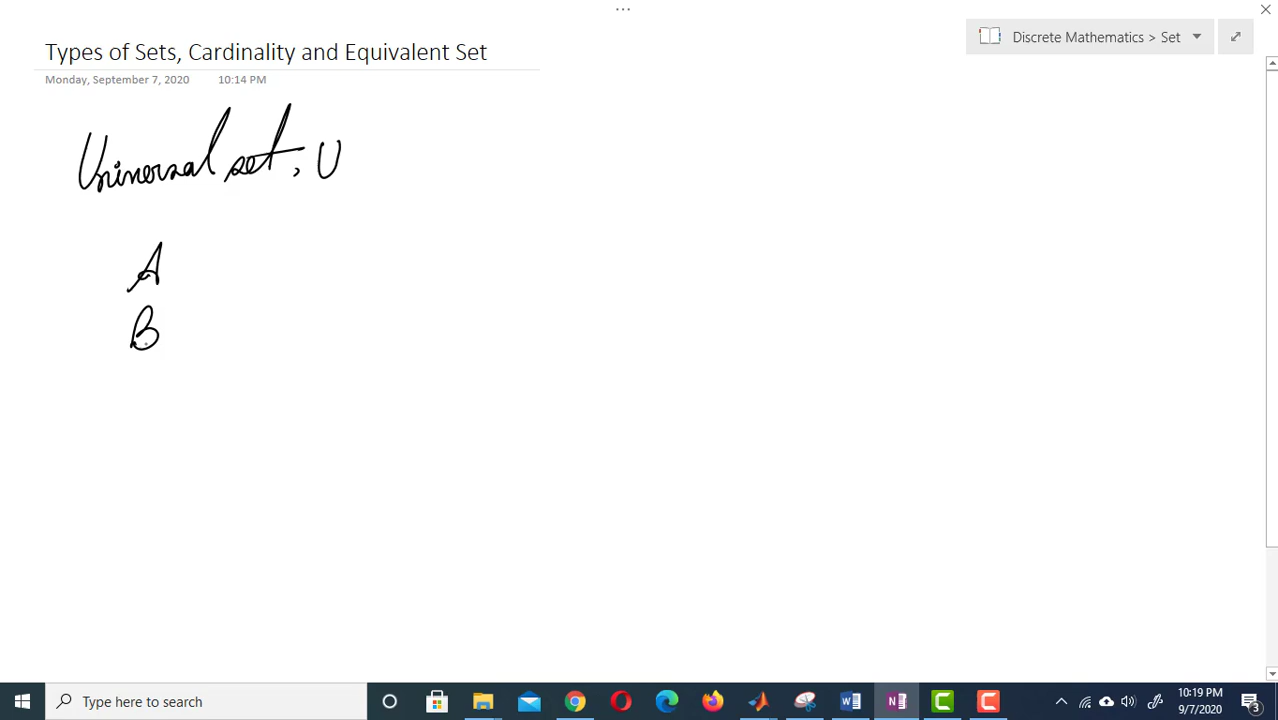 Discrete Mathematics > Set
Types of Sets, Cardinality and Equivalent Set
Monday, September 7, 2020 10:14 PM
Universal set, U
A
B
Type here to search
10:19 PM
9/7/2020
3